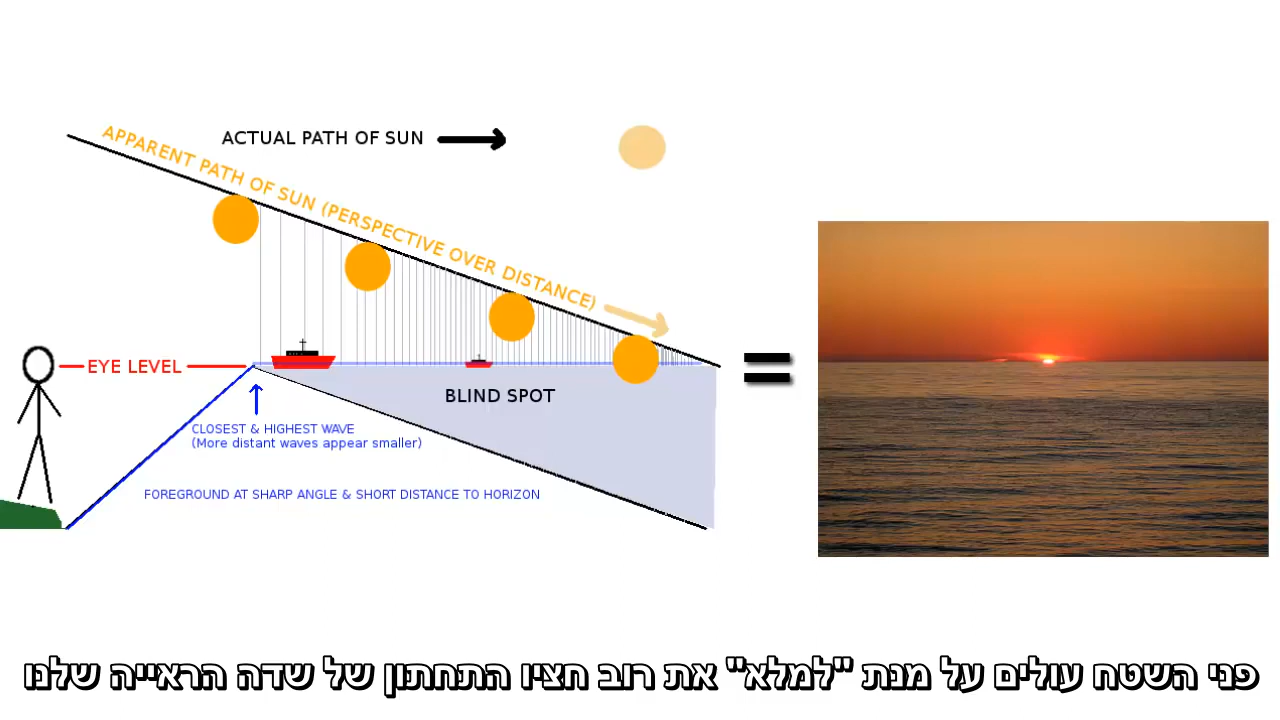 ACTUAL PATH OF SUN
APPARENT PATH OF SUN (PERSPECTIVE OVER DISTANCE)
EYE LEVEL
BLIND SPOT
CLOSEST & HIGHEST WAVE
(More distant waves appear smaller)
FOREGROUND AT SHARP ANGLE & SHORT DISTANCE TO HORIZON
=
פני השטח עולים על מנת "למלא" את רוב חציו התחתון של שדה הראייה שלנו